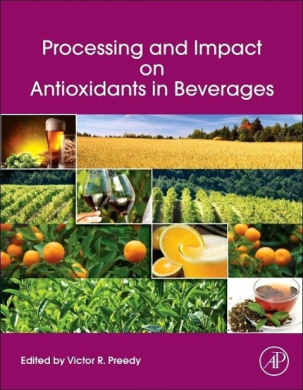 Processing and Impact
on
Antioxidants in Beverages
Edited by Victor R. Preedy